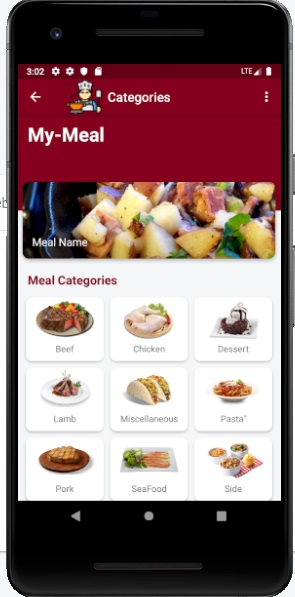 3:02
LTE
Categories
My-Meal
Meal Name
Meal Categories
Beef
Chicken
Dessert
Lamb
Miscellaneous
Pasta"
Pork
SeaFood
Side